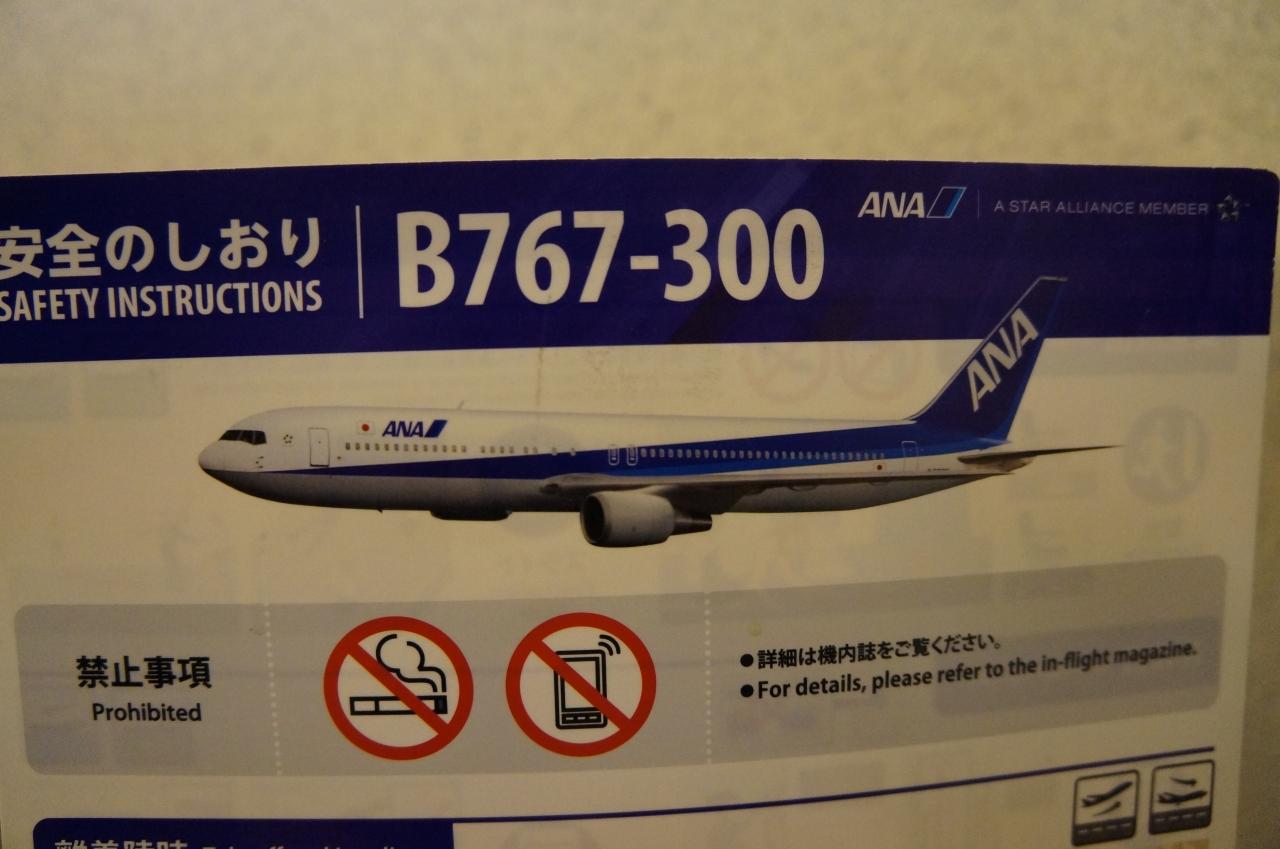 安全のしおり
SAFETY INSTRUCTIONS
B767-300
ANA
A STAR ALLIANCE MEMBER
ANA
ANA
禁止事項
Prohibited
●詳細は機内誌をご覧ください。
●For details, please refer to the in-flight magazine.